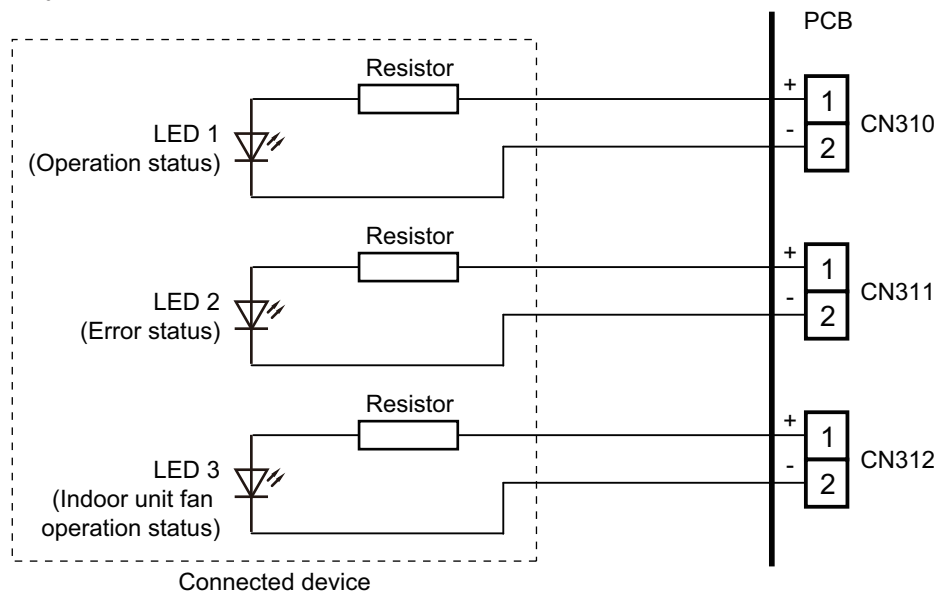 PCB
Resistor
+
1
CN310
LED 1
-
2
(Operation status)
Resistor
+
1
CN311
LED 2
-
2
(Error status)
Resistor
+
1
CN312
LED 3
-
2
(Indoor unit fan
operation status)
Connected device